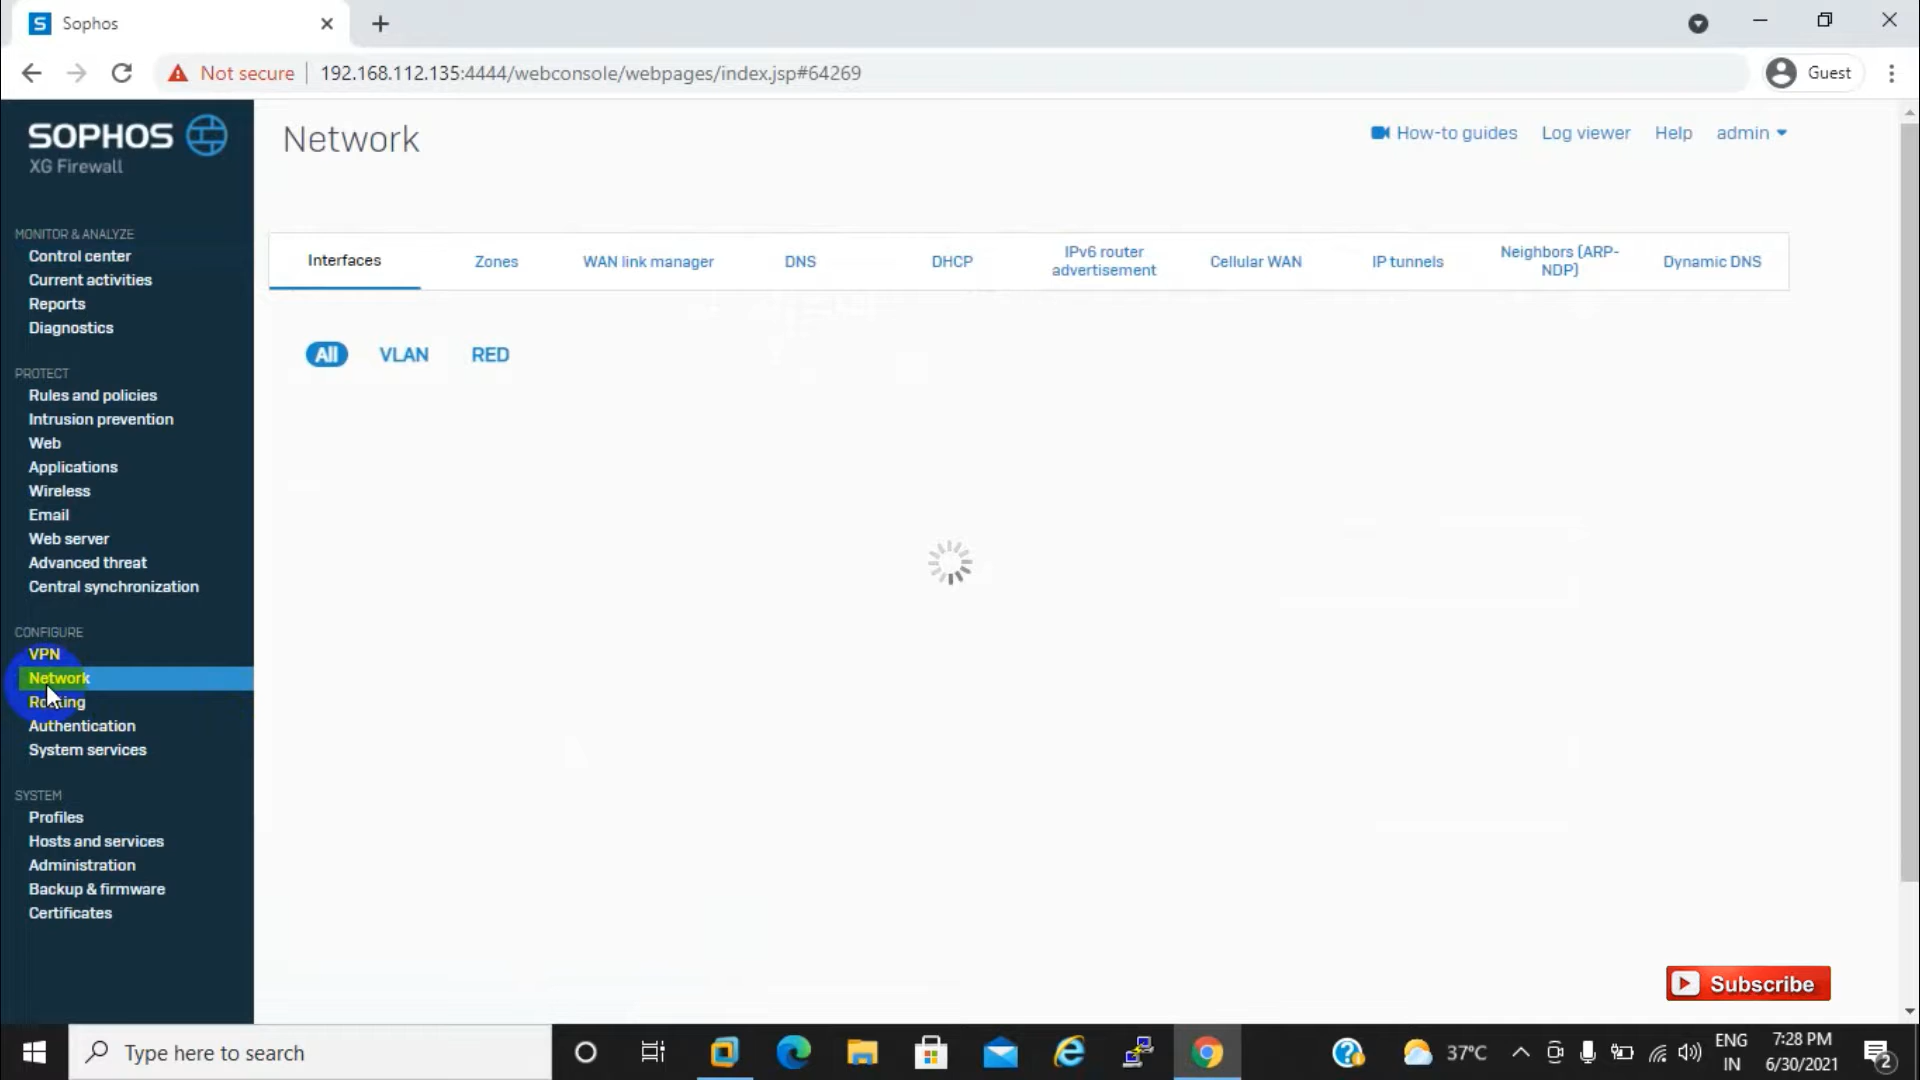 Sophos
Not secure
192.168.112.135:4444/webconsole/webpages/index.jsp#64269
Guest
SOPHOS
XG Firewall
Network
How-to guides
Log viewer
Help
admin
MONITOR & ANALYZE
Control center
Current activities
Reports
Diagnostics
PROTECT
Rules and policies
Intrusion prevention
Web
Applications
Wireless
Email
Web server
Advanced threat
Central synchronization
CONFIGURE
VPN
Network
Routing
Authentication
System services
SYSTEM
Profiles
Hosts and services
Administration
Backup & firmware
Certificates
Interfaces
Zones
WAN link manager
DNS
DHCP
IPv6 router
advertisement
Cellular WAN
IP tunnels
Neighbors (ARP-
NDP)
Dynamic DNS
All
VLAN
RED
Subscribe
Type here to search
37°C
ENG
IN
7:28 PM
6/30/2021
2